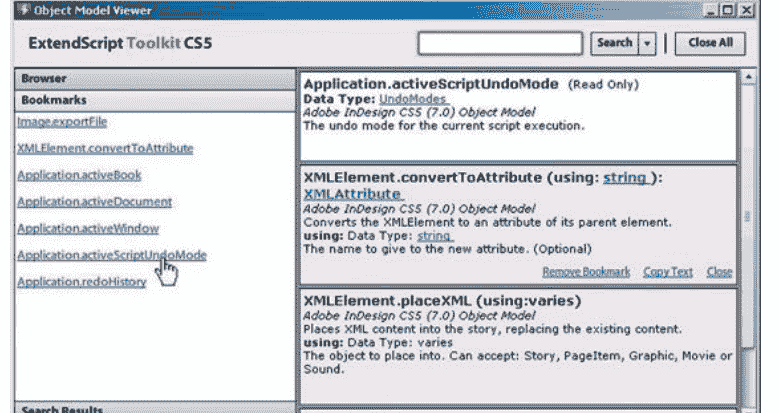 Object Model Viewer
ExtendScript Toolkit CS5
Search
Close All
Browser
Bookmarks
Image.exportFile
XMLElement.convertToAttribute
Application.activeBook
Application.activeDocument
Application.activeWindow
Application.activeScriptUndoMode
Application.redoHistory
Search Results
Application.activeScriptUndoMode (Read Only)
Data Type: UndoModes
Adobe InDesign CS5 (7.0) Object Model
The undo mode for the current script execution.
XMLElement.convertToAttribute (using: string ):
XMLAttribute
Adobe InDesign CS5 (7.0) Object Model
Converts the XMLElement to an attribute of its parent element.
using: Data Type: string
The name to give to the new attribute. (Optional)
Remove Bookmark Copy Text Close
XMLElement.placeXML (using:varies)
Adobe InDesign CS5 (7.0) Object Model
Places XML content into the story, replacing the existing content.
using: Data Type: varies
The object to place into. Can accept: Story, PageItem, Graphic, Movie or
Sound.